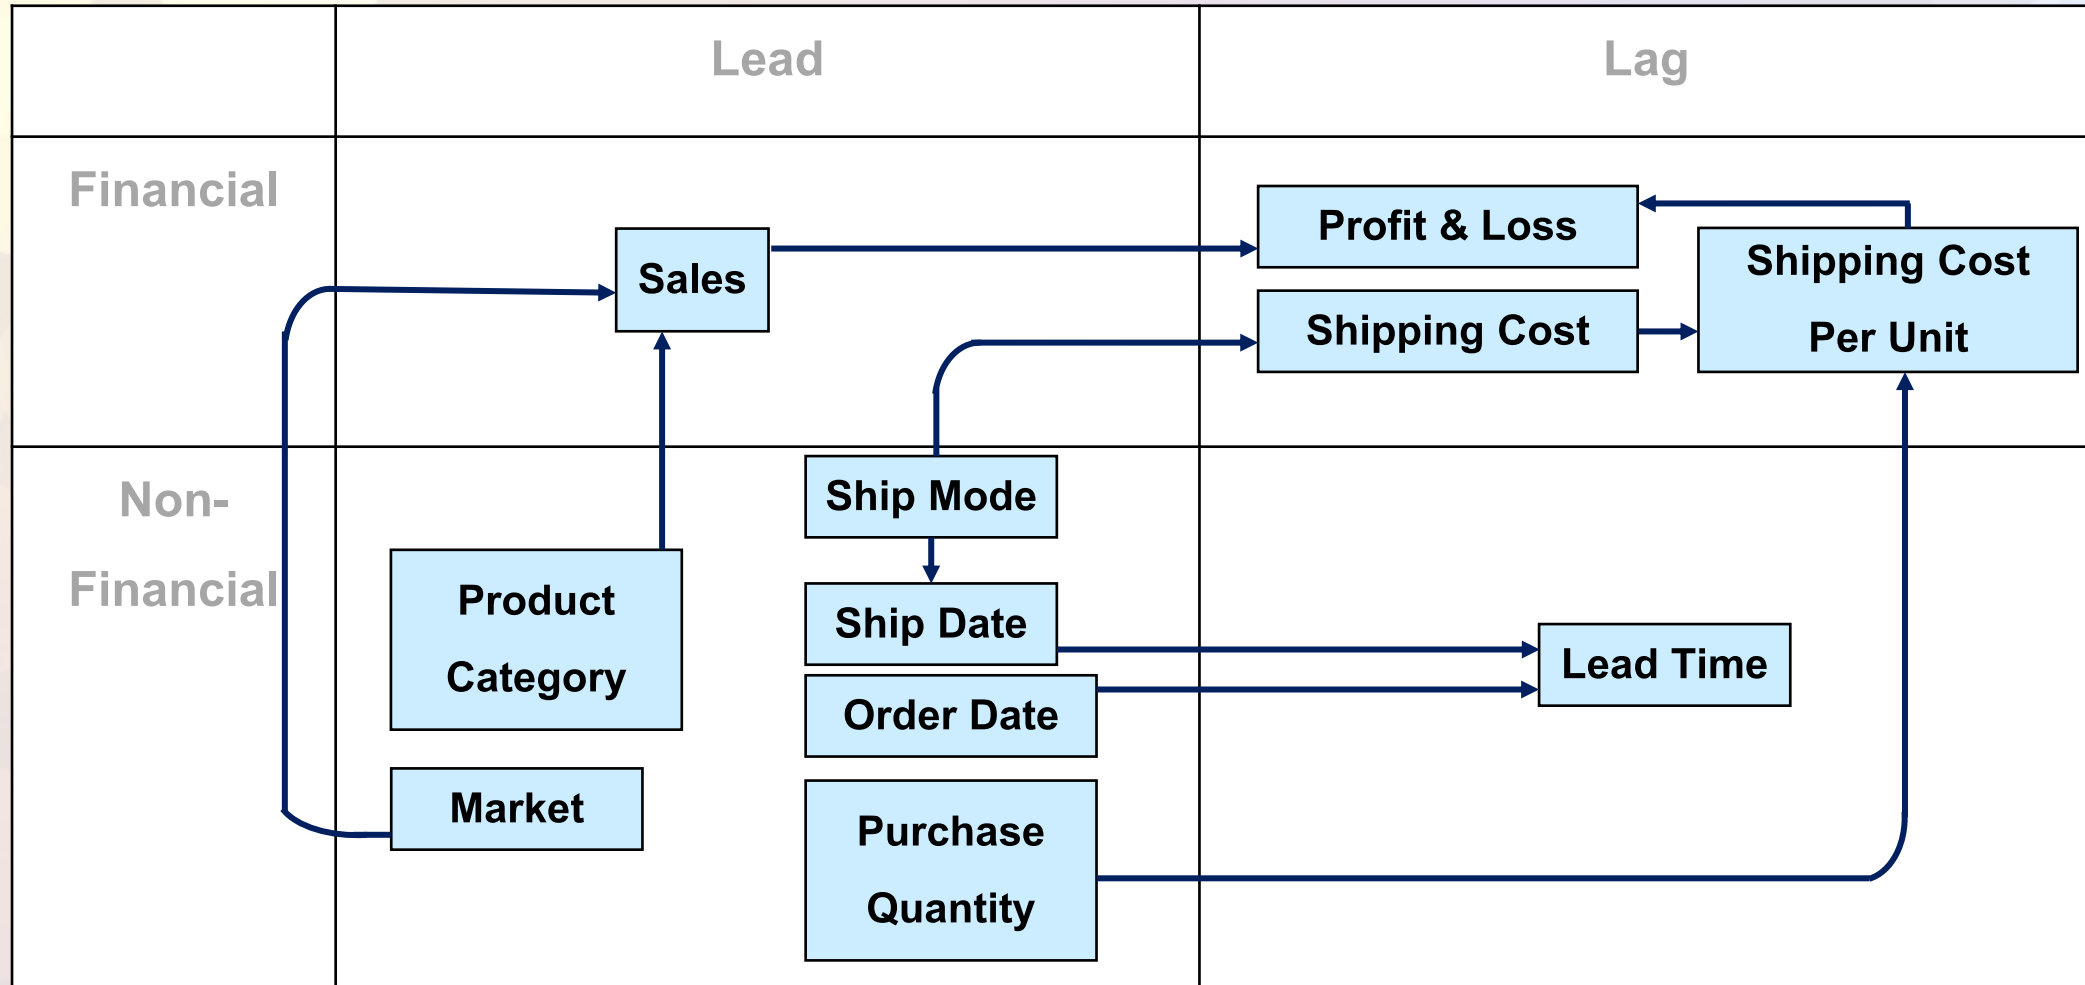 Lead
Lag
Financial
Sales
Profit & Loss
Shipping Cost
Shipping Cost
Per Unit
Non-
Financial
Product
Category
Market
Ship Mode
Ship Date
Order Date
Purchase
Quantity
Lead Time